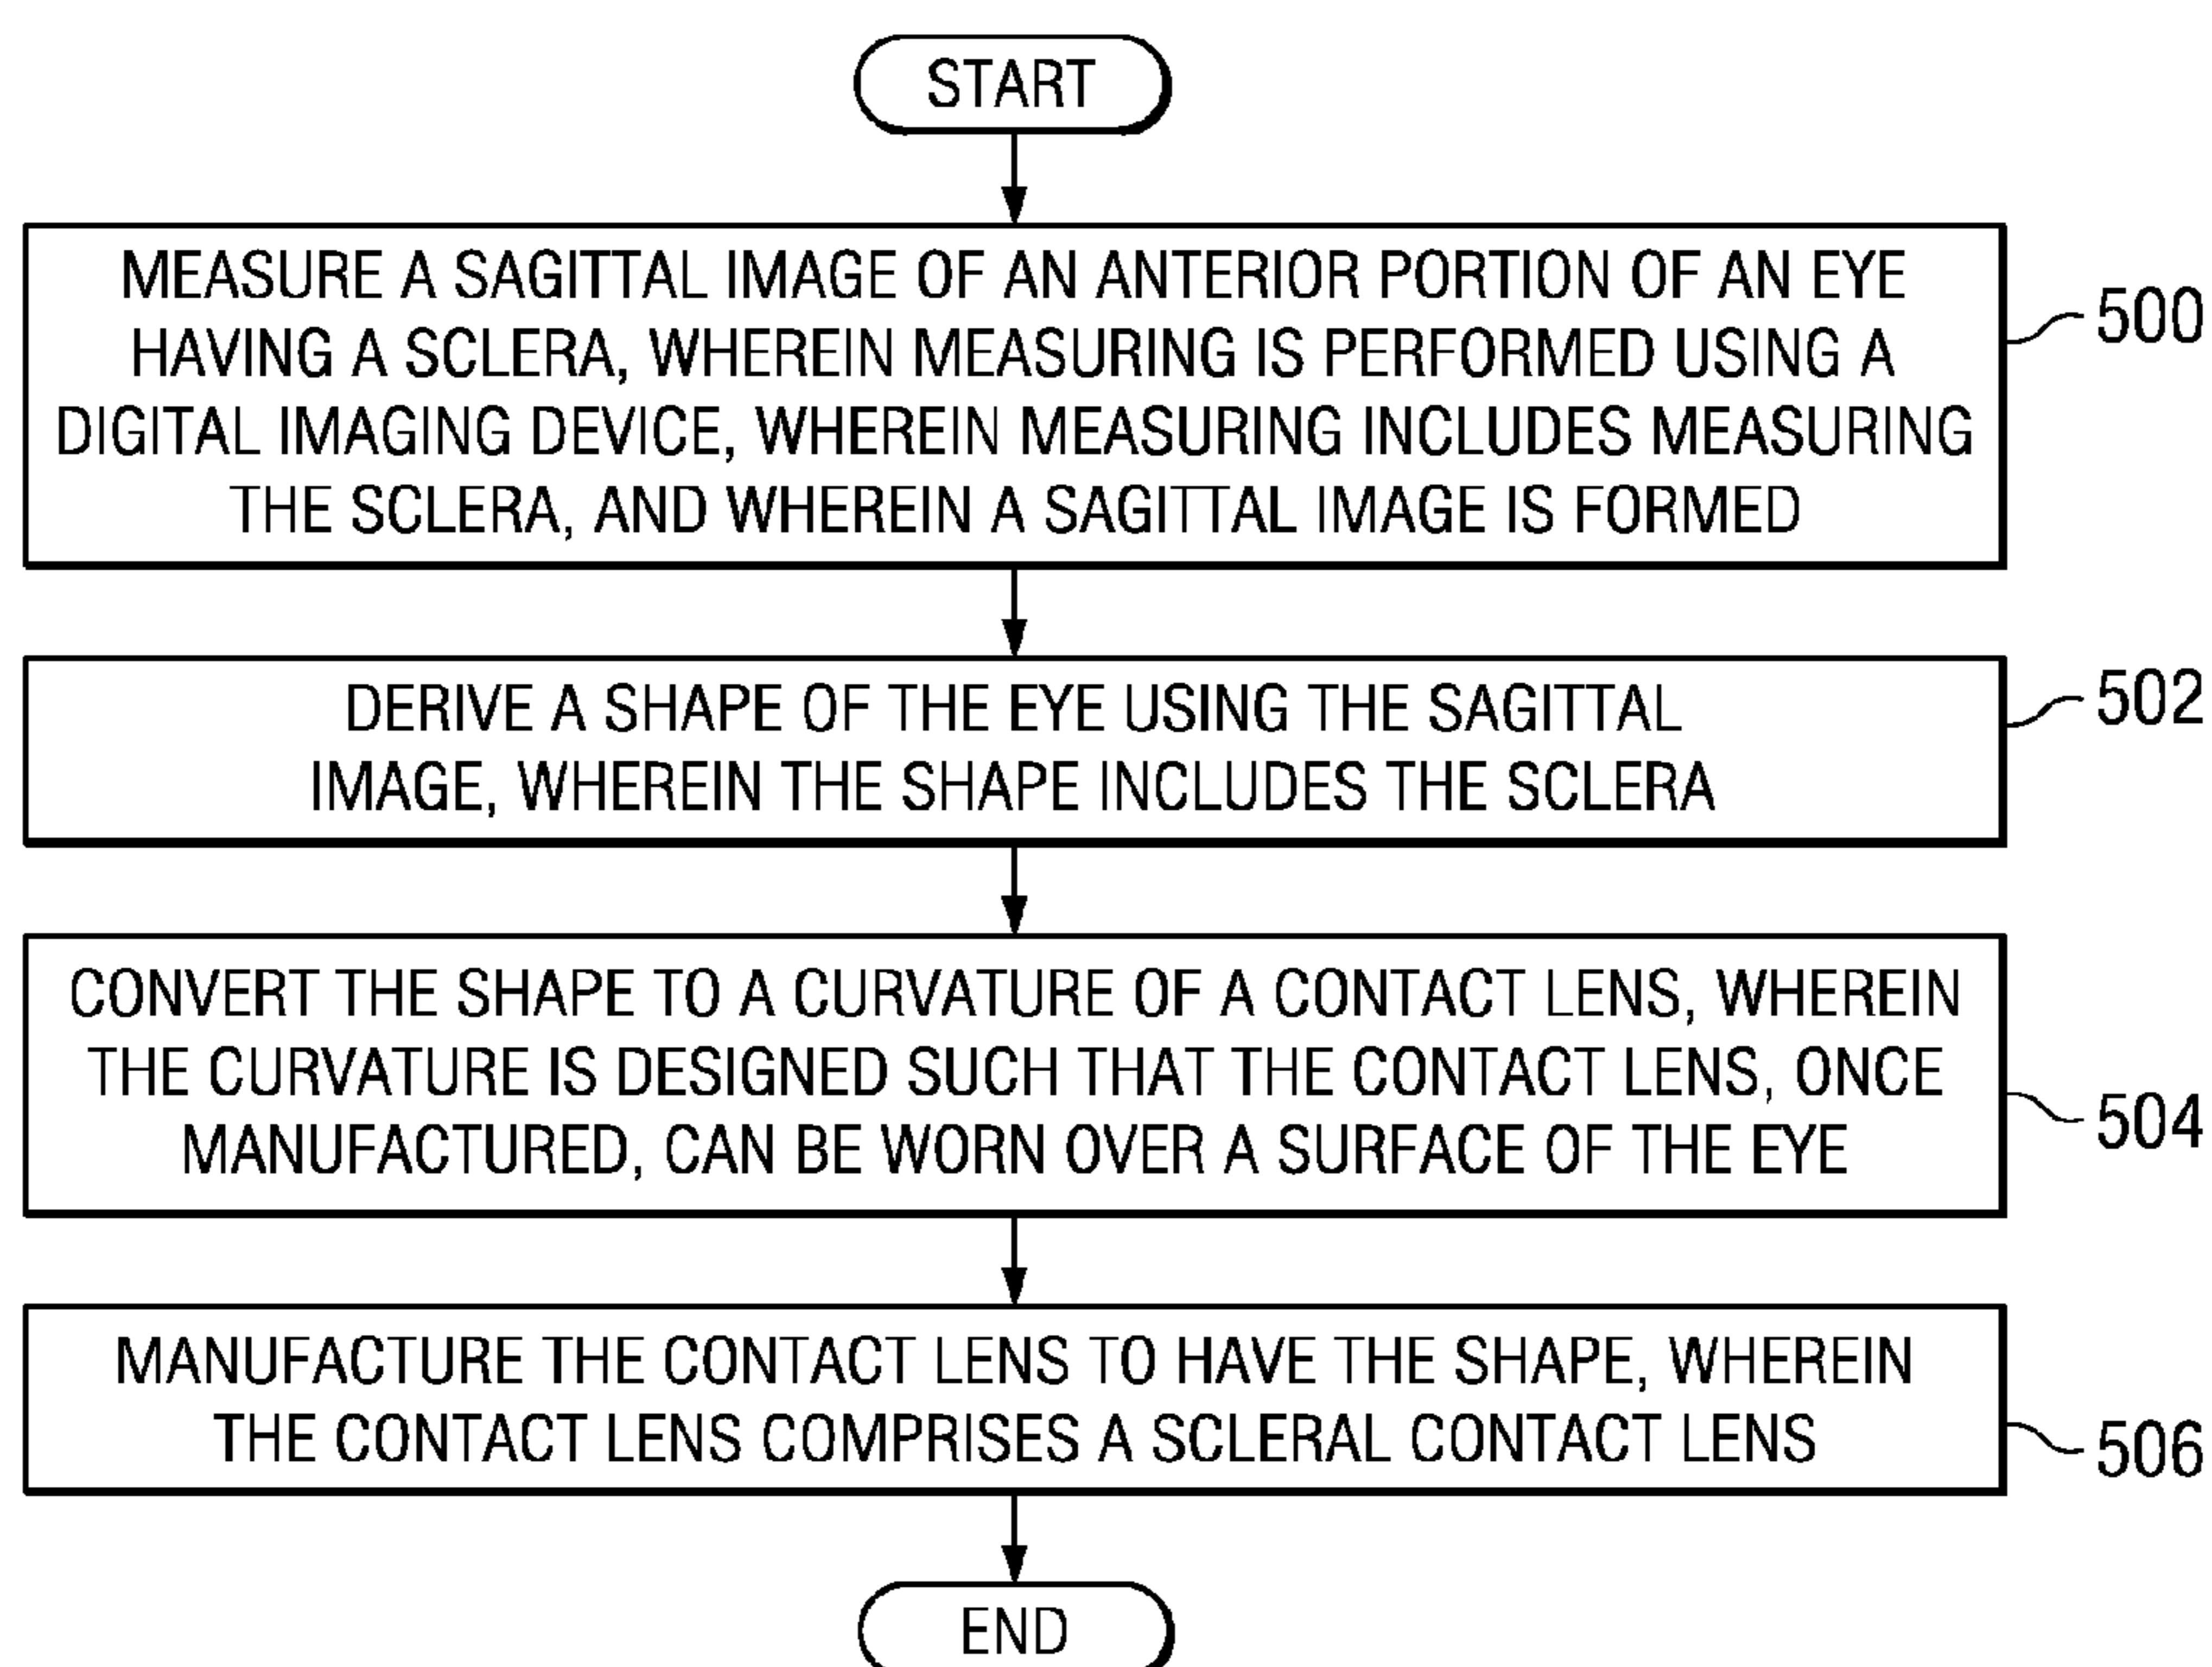 START
MEASURE A SAGITTAL IMAGE OF AN ANTERIOR PORTION OF AN EYE
HAVING A SCLERA, WHEREIN MEASURING IS PERFORMED USING A
DIGITAL IMAGING DEVICE, WHEREIN MEASURING INCLUDES MEASURING
THE SCLERA, AND WHEREIN A SAGITTAL IMAGE IS FORMED
500
DERIVE A SHAPE OF THE EYE USING THE SAGITTAL
IMAGE, WHEREIN THE SHAPE INCLUDES THE SCLERA
502
CONVERT THE SHAPE TO A CURVATURE OF A CONTACT LENS, WHEREIN
THE CURVATURE IS DESIGNED SUCH THAT THE CONTACT LENS, ONCE
MANUFACTURED, CAN BE WORN OVER A SURFACE OF THE EYE
504
MANUFACTURE THE CONTACT LENS TO HAVE THE SHAPE, WHEREIN
THE CONTACT LENS COMPRISES A SCLERAL CONTACT LENS
506
END